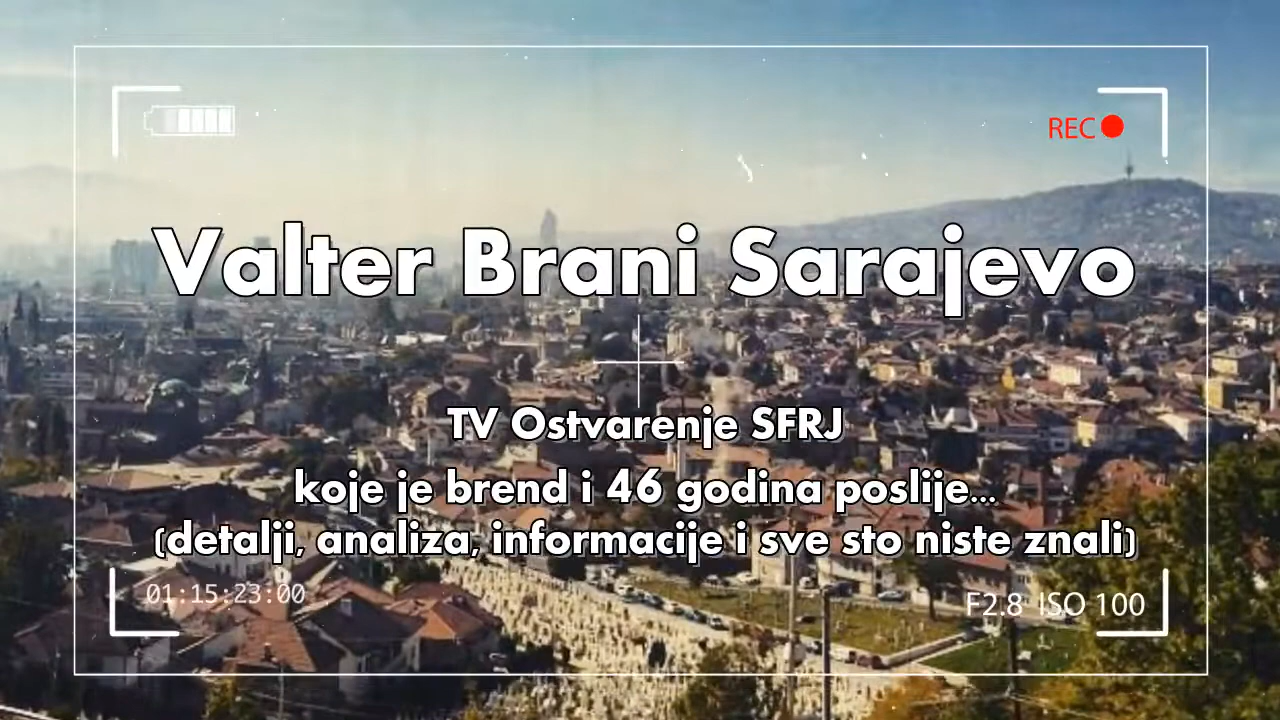 REC
Valter Brani Sarajevo
TV Ostvarenje SFRJ
koje je brend i 46 godina poslije...
(detalji, analiza, informacije i sve sto niste znali)
01:15:23:00
F2.8 ISO 100